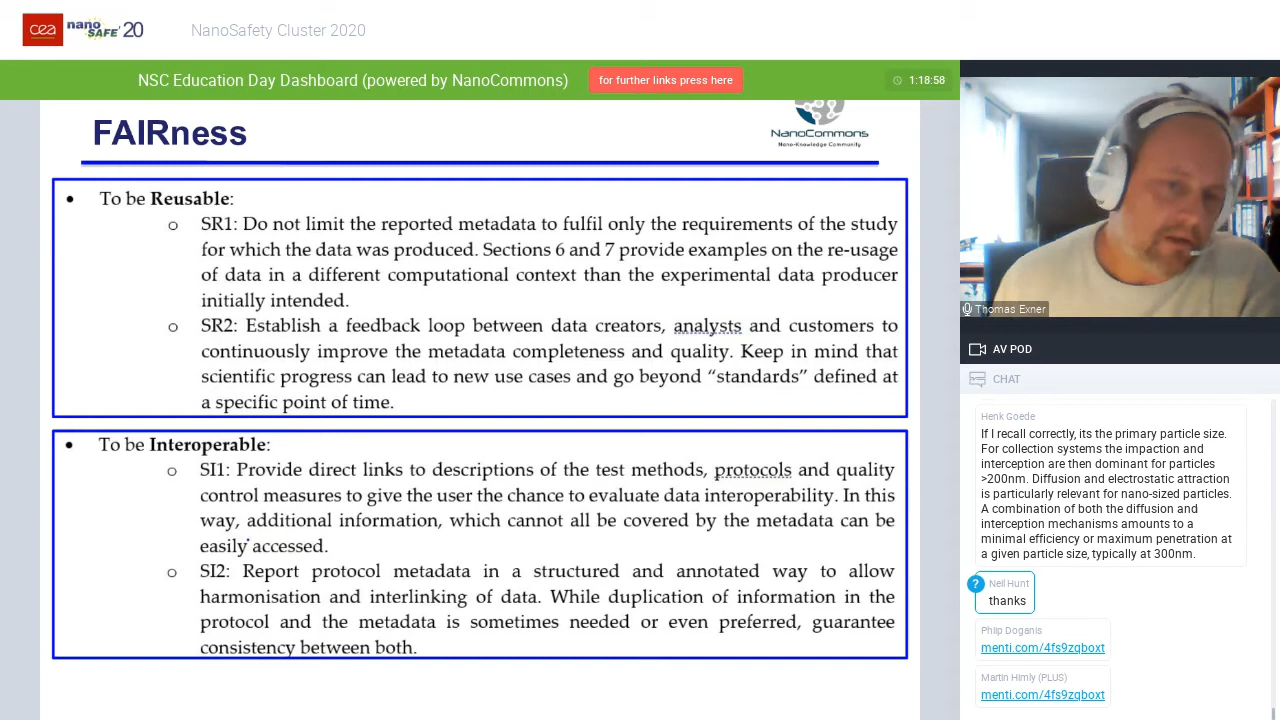 cea nano SAFE'20
NanoSafety Cluster 2020
NSC Education Day Dashboard (powered by NanoCommons)
for further links press here
1:18:58
FAIRness
NanoCommons
Nano-Knowledge Community
• To be Reusable:
o SR1: Do not limit the reported metadata to fulfil only the requirements of the study
for which the data was produced. Sections 6 and 7 provide examples on the re-usage
of data in a different computational context than the experimental data producer
initially intended.
o SR2: Establish a feedback loop between data creators, analysts and customers to
continuously improve the metadata completeness and quality. Keep in mind that
scientific progress can lead to new use cases and go beyond “standards” defined at
a specific point of time.
• To be Interoperable:
o SI1: Provide direct links to descriptions of the test methods, protocols and quality
control measures to give the user the chance to evaluate data interoperability. In this
way, additional information, which cannot all be covered by the metadata can be
easily accessed.
o SI2: Report protocol metadata in a structured and annotated way to allow
harmonisation and interlinking of data. While duplication of information in the
protocol and the metadata is sometimes needed or even preferred, guarantee
consistency between both.
Thomas Exner
AV POD
CHAT
Henk Goede
If I recall correctly, its the primary particle size.
For collection systems the impaction and
interception are then dominant for particles
>200nm. Diffusion and electrostatic attraction
is particularly relevant for nano-sized particles.
A combination of both the diffusion and
interception mechanisms amounts to a
minimal efficiency or maximum penetration at
a given particle size, typically at 300nm.
?
Neil Hunt
thanks
Phlip Doganis
menti.com/4fs9zqboxt
Martin Himly (PLUS)
menti.com/4fs9zqboxt